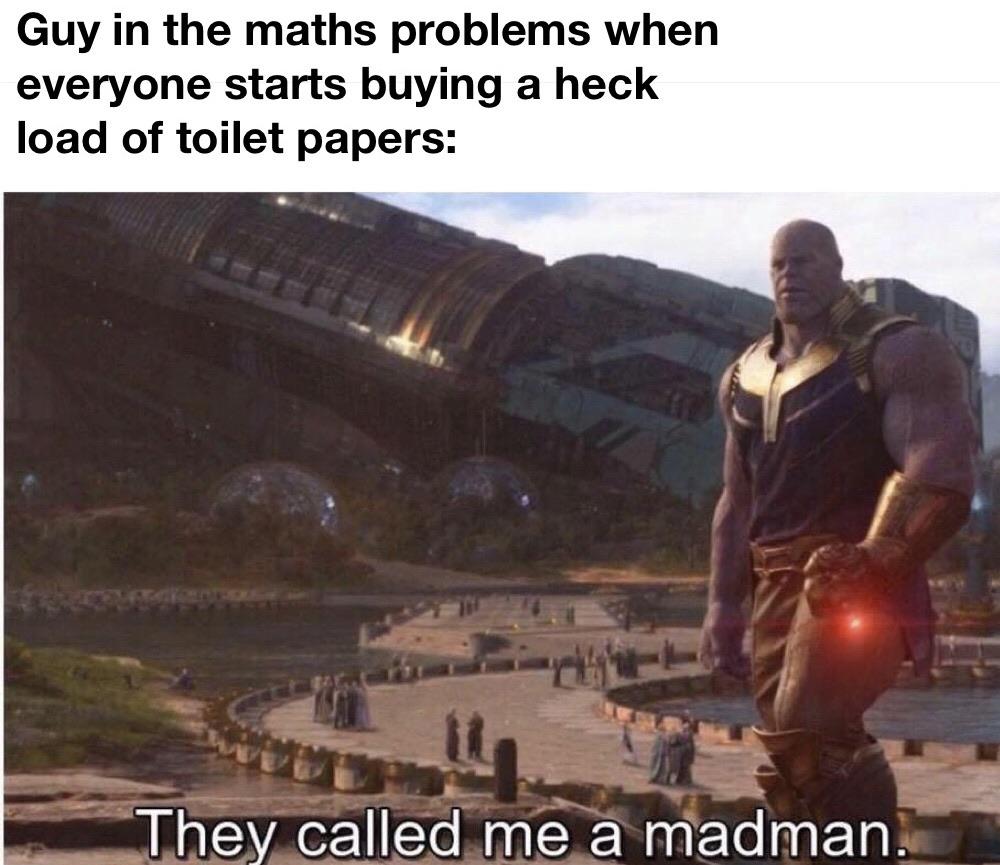 Guy in the maths problems when
everyone starts buying a heck
load of toilet papers:
They called me a madman.